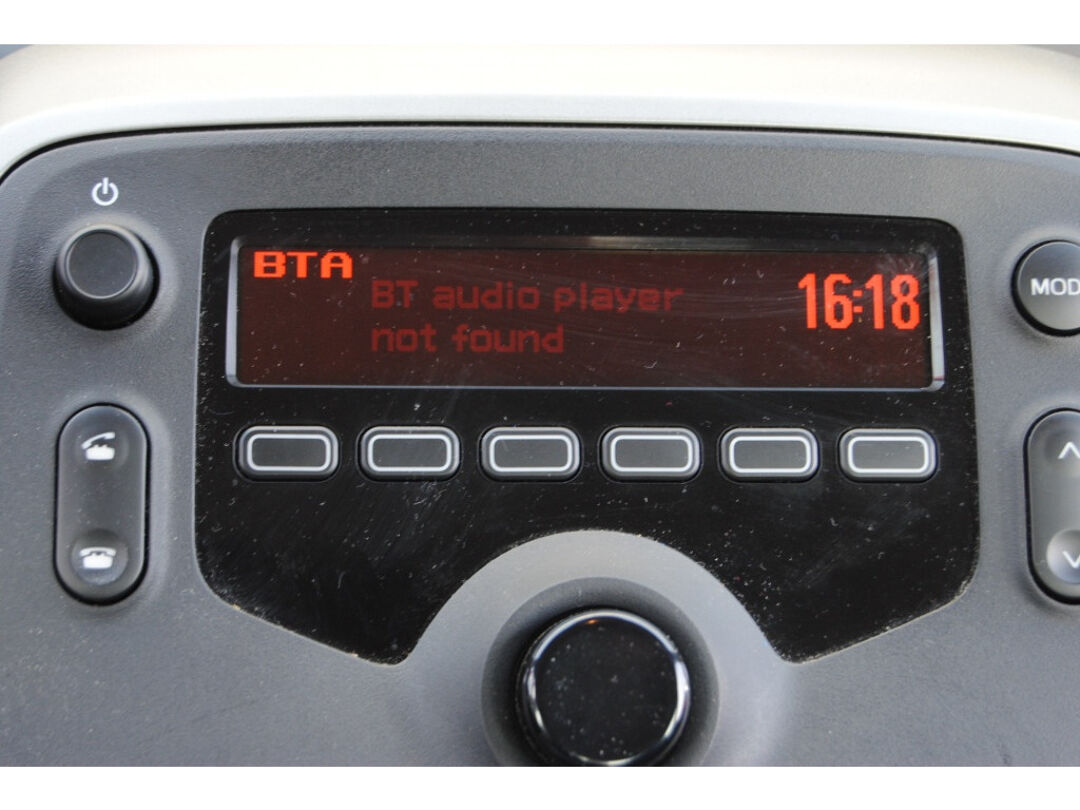 BTA
BT audio player
not found
16:18
MOD